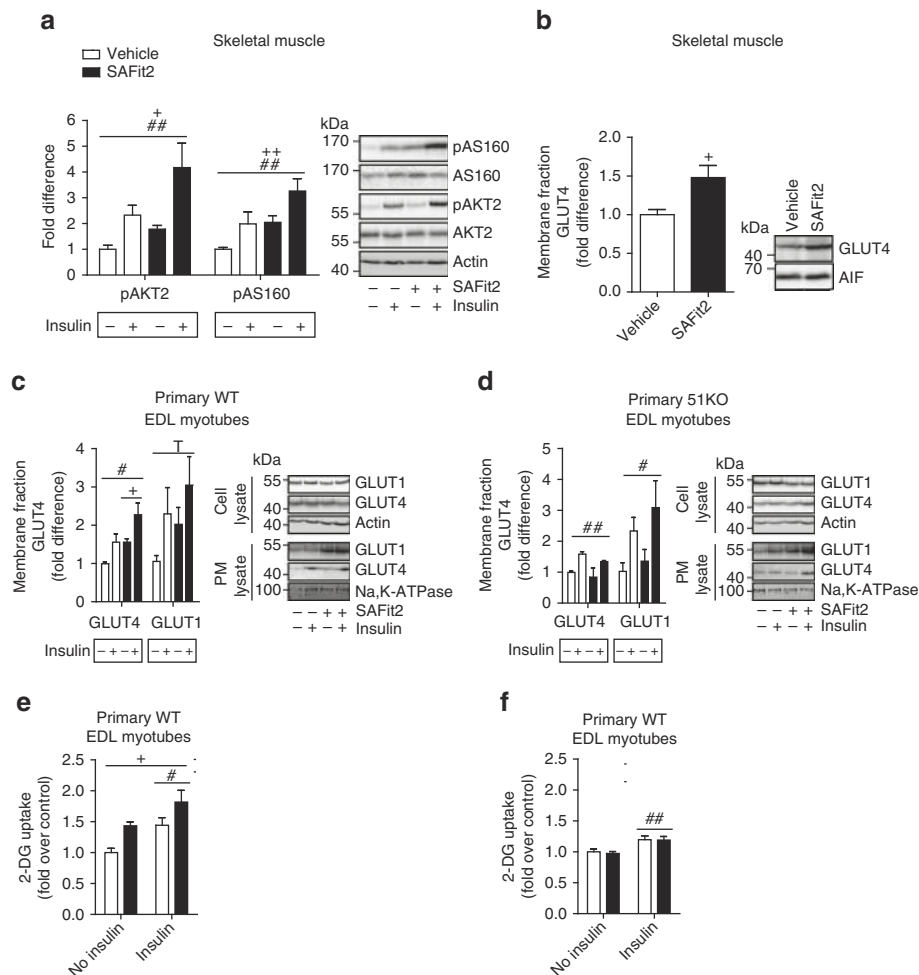 a
Skeletal muscle
Vehicle
SAFit2
Fold difference
8
6
4
2
0
+
##
++
##
pAKT2
pAS160
Insulin
– + – +
– + – +
kDa
170
170
55
55
40
pAS160
AS160
pAKT2
AKT2
Actin
– – + + SAFit2
– + – + Insulin
b
Skeletal muscle
Membrane fraction
GLUT4
(fold difference)
2.0
1.5
1.0
0.5
0.0
+
Vehicle
SAFit2
kDa
Vehicle
SAFit2
40
70
GLUT4
AIF
c
Primary WT
EDL myotubes
Membrane fraction
GLUT4
(fold difference)
4
3
2
1
0
#
+
T
GLUT4
GLUT1
Insulin
– + – +
– + – +
kDa
55
40
40
55
40
100
Cell
lysate
PM
lysate
GLUT1
GLUT4
Actin
GLUT1
GLUT4
Na,K-ATPase
– – + + SAFit2
– + – + Insulin
d
Primary 51KO
EDL myotubes
Membrane fraction
GLUT4
(fold difference)
5
4
3
2
1
0
##
#
GLUT4
GLUT1
Insulin
– + – +
– + – +
kDa
55
40
40
55
40
100
Cell
lysate
PM
lysate
GLUT1
GLUT4
Actin
GLUT1
GLUT4
Na,K-ATPase
– – + + SAFit2
– + – + Insulin
e
Primary WT
EDL myotubes
2-DG uptake
(fold over control)
2.5
2.0
1.5
1.0
0.5
0.0
+
#
No insulin
Insulin
f
Primary WT
EDL myotubes
2-DG uptake
(fold over control)
2.5
2.0
1.5
1.0
0.5
0.0
##
No insulin
Insulin